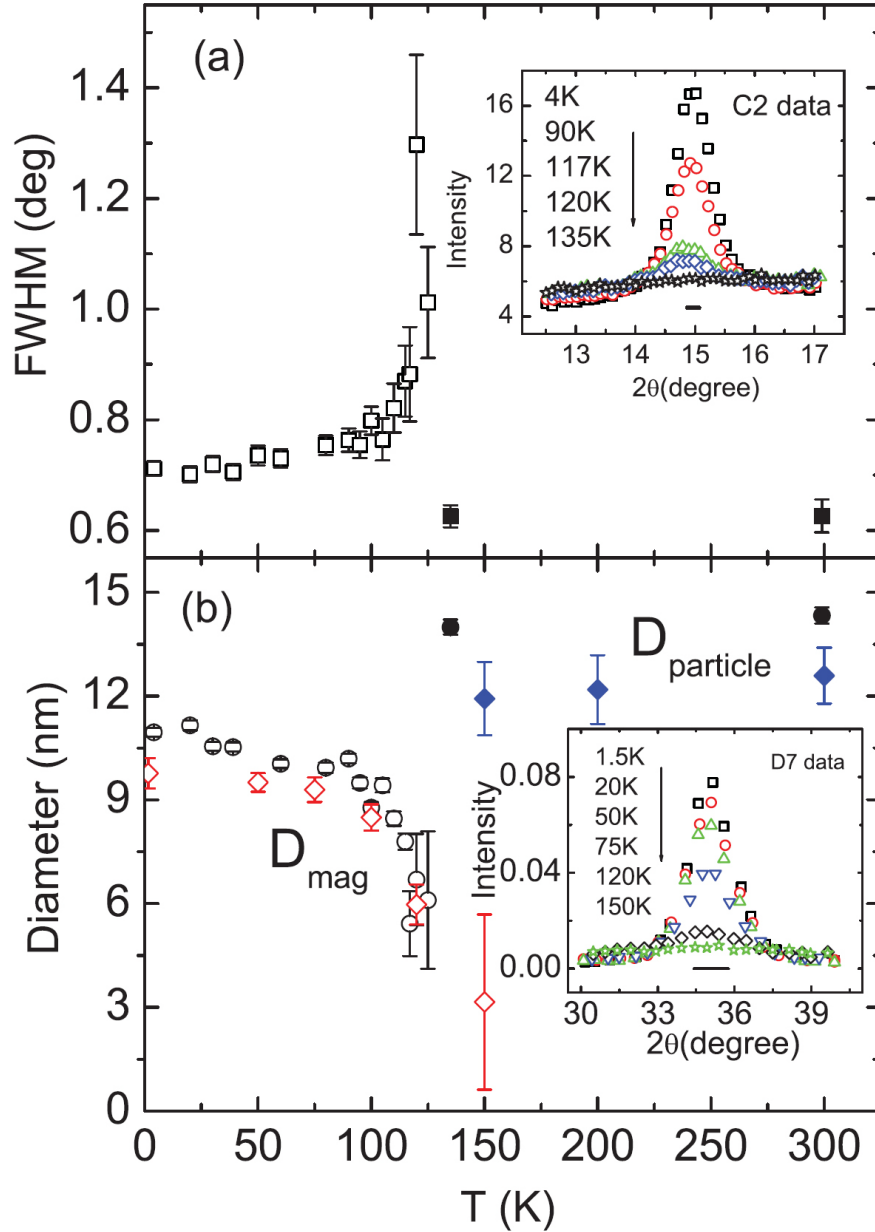 (a)
FWHM (deg)
1.4
1.2
1.0
0.8
0.6
C2 data
4K
90K
117K
120K
135K
Intensity
16
12
8
4
13 14 15 16 17
2θ(degree)
(b)
Diameter (nm)
15
12
9
6
3
0
D particle
D mag
D7 data
1.5K
20K
50K
75K
120K
150K
Intensity
0.08
0.04
0.00
30 33 36 39
2θ(degree)
0 50 100 150 200 250 300
T (K)